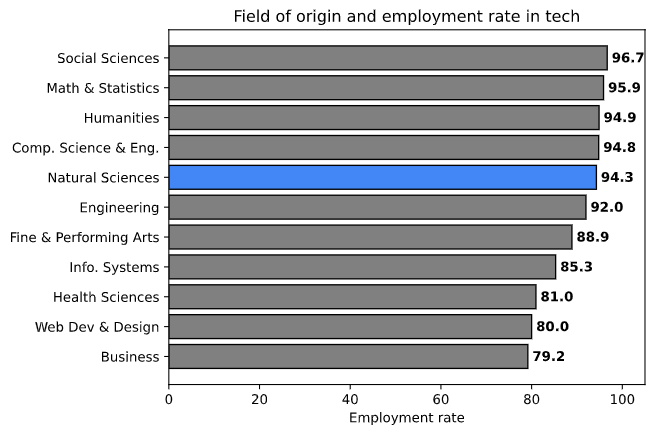 Field of origin and employment rate in tech
Social Sciences 96.7
Math & Statistics 95.9
Humanities 94.9
Comp. Science & Eng. 94.8
Natural Sciences 94.3
Engineering 92.0
Fine & Performing Arts 88.9
Info. Systems 85.3
Health Sciences 81.0
Web Dev & Design 80.0
Business 79.2
0 20 40 60 80 100
Employment rate